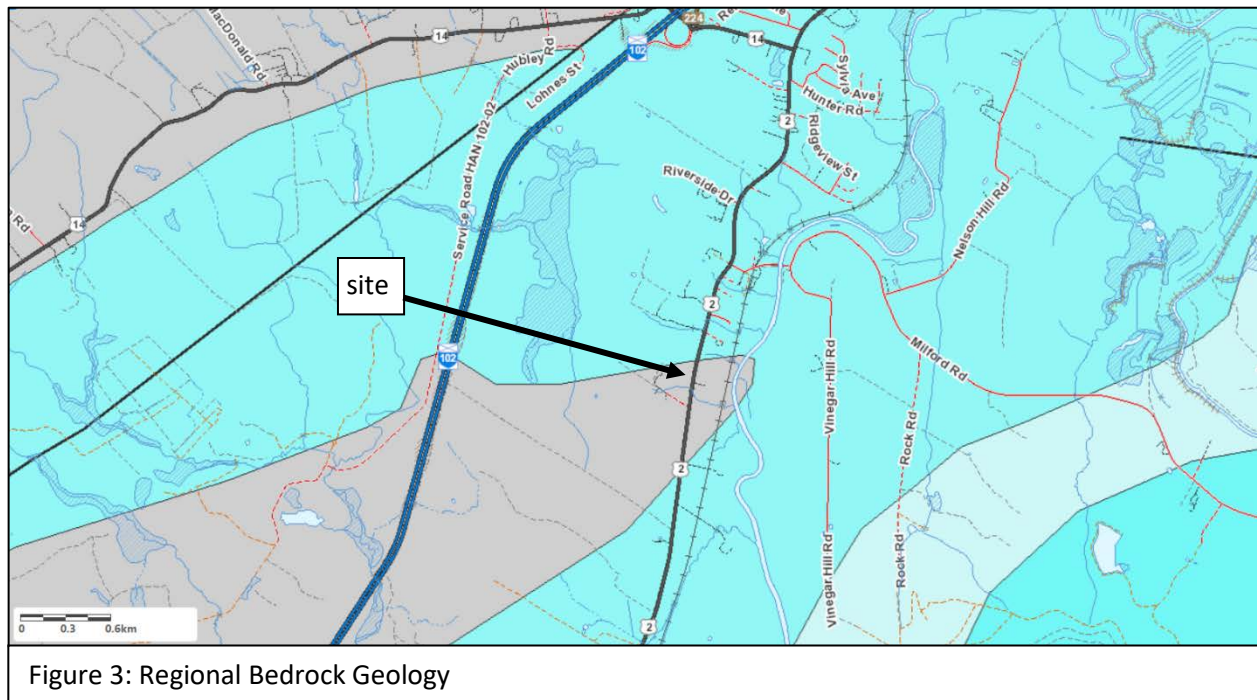 MacDonald Rd
14
Hubley Rd
Lohnes St
102
224
14
Sylvia Ave
Hunter Rd
2
Ridgeview St
Riverside Dr
Service Road HAN 102-02
Nelson Hill Rd
14
Rd
site
2
102
Milford Rd
Vinegar Hill Rd
Rock Rd
2
Vinegar Hill Rd
Rock Rd
2
0 0.3 0.6km
Figure 3: Regional Bedrock Geology